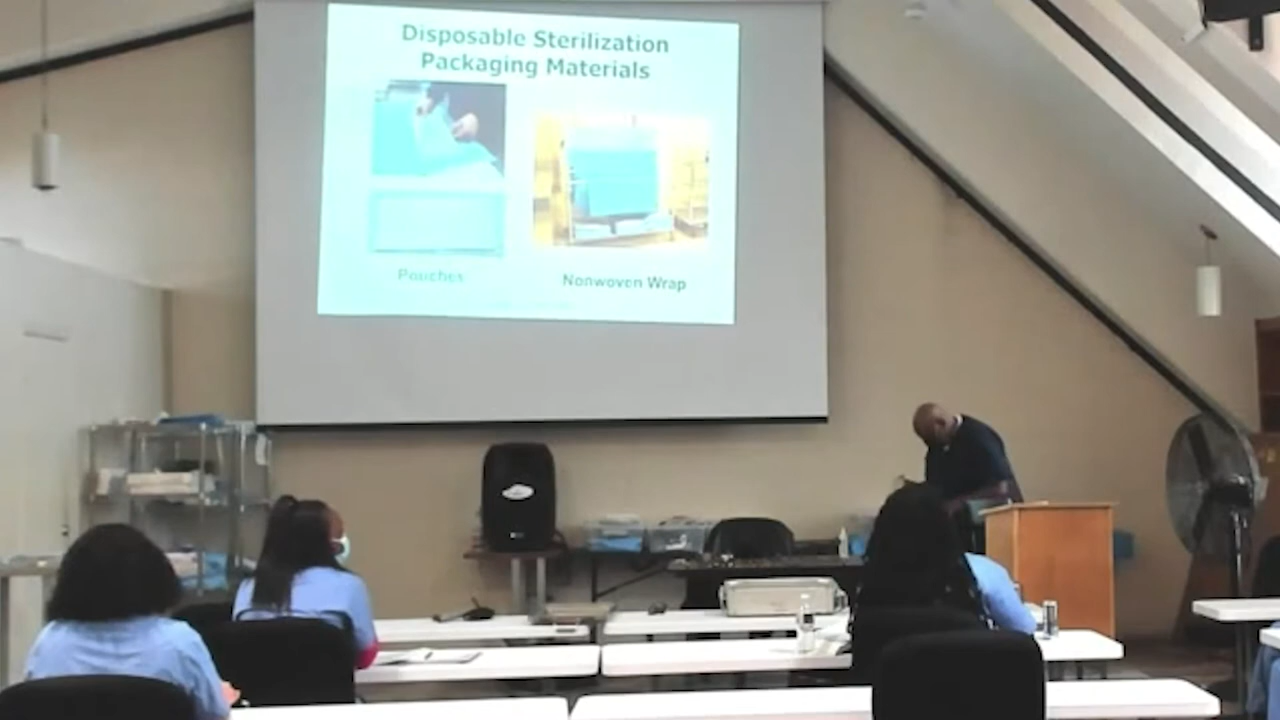 Disposable Sterilization
Packaging Materials
Pouches
Nonwoven Wrap